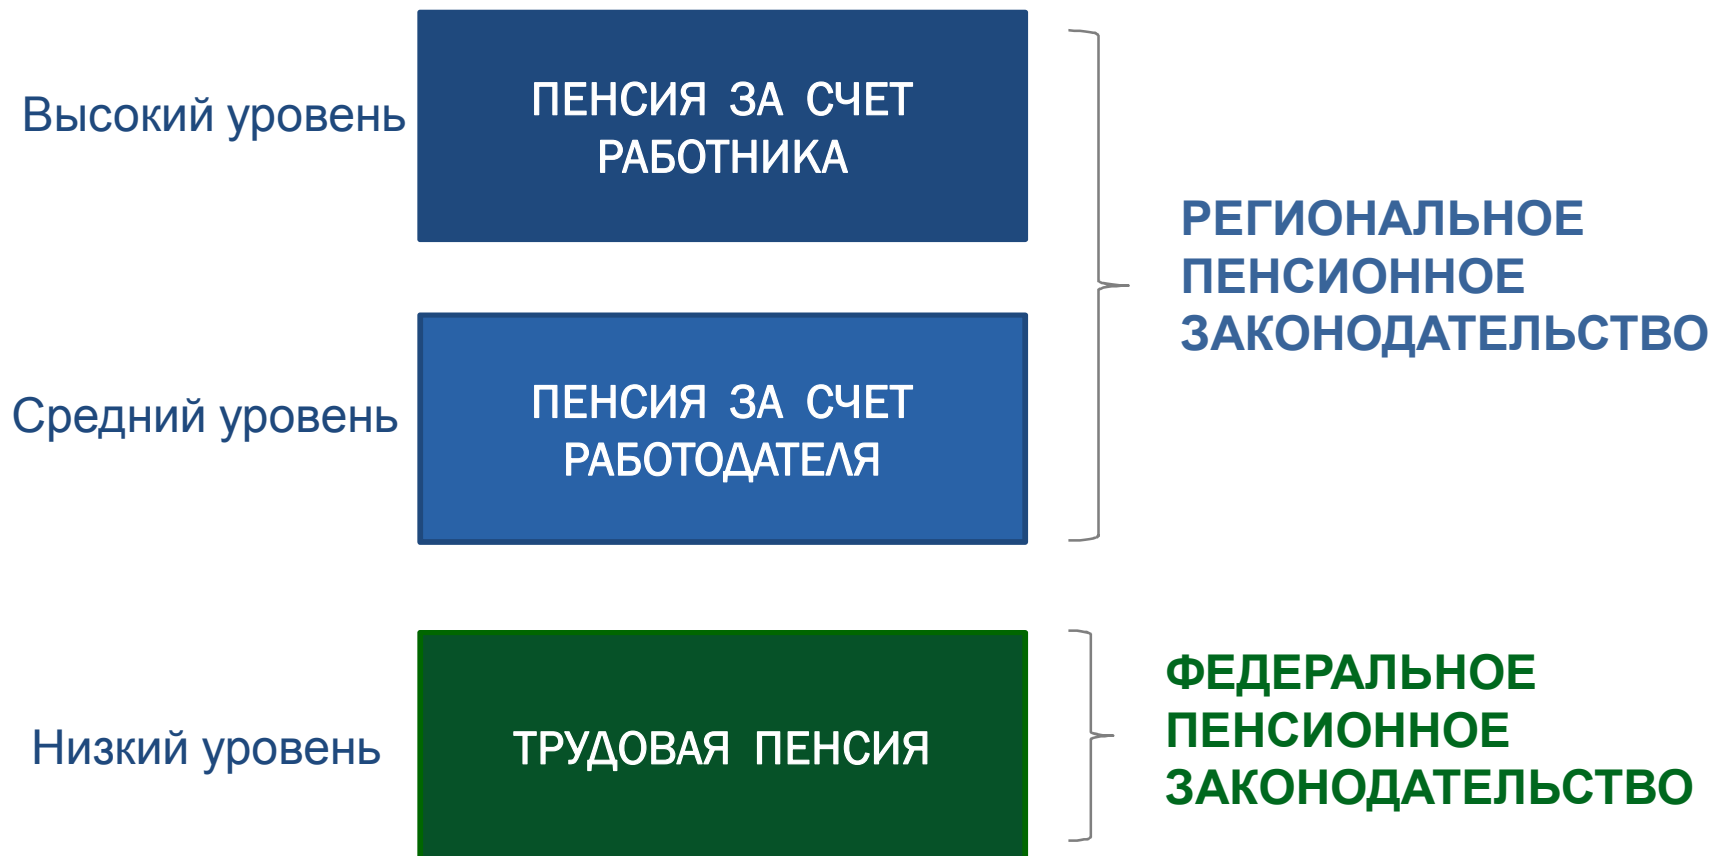 Высокий уровень
ПЕНСИЯ ЗА СЧЕТ
РАБОТНИКА
РЕГИОНАЛЬНОЕ
ПЕНСИОННОЕ
ЗАКОНОДАТЕЛЬСТВО
Средний уровень
ПЕНСИЯ ЗА СЧЕТ
РАБОТОДАТЕЛЯ
Низкий уровень
ТРУДОВАЯ ПЕНСИЯ
ФЕДЕРАЛЬНОЕ
ПЕНСИОННОЕ
ЗАКОНОДАТЕЛЬСТВО